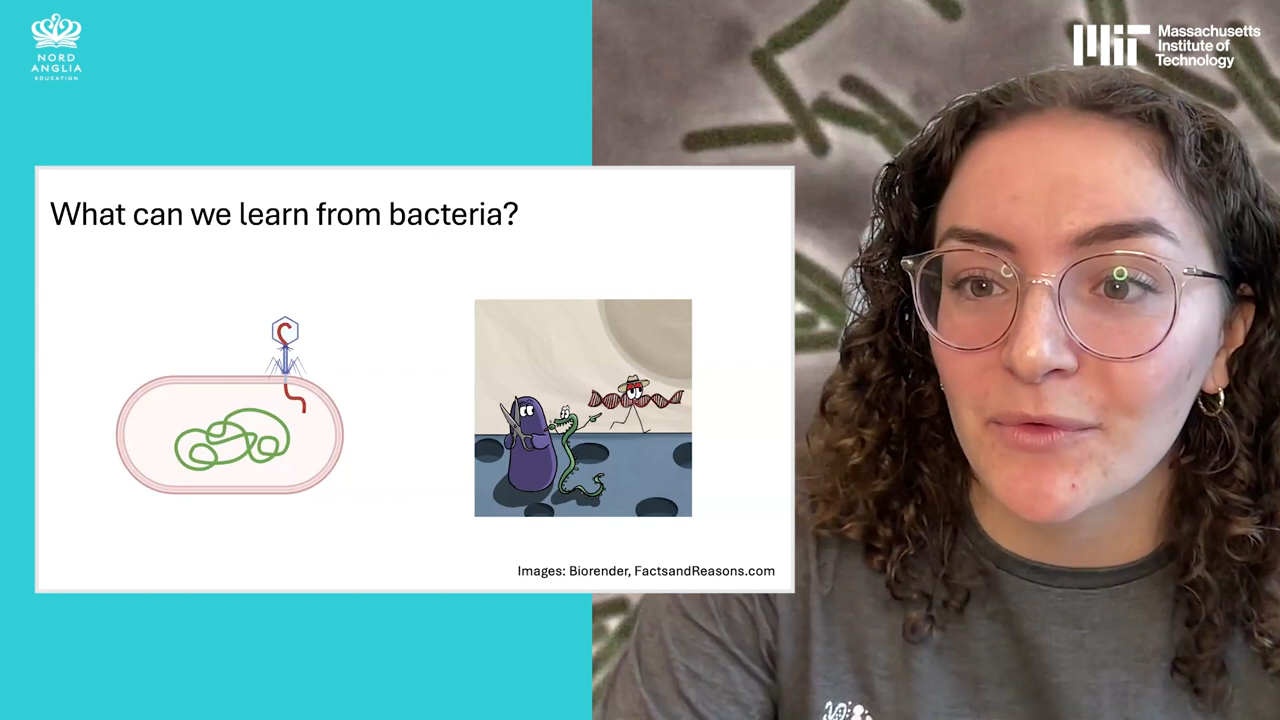 NORD
ANGLIA
EDUCATION
Massachusetts
Institute of
Technology
What can we learn from bacteria?
Images: Biorender, FactsandReasons.com